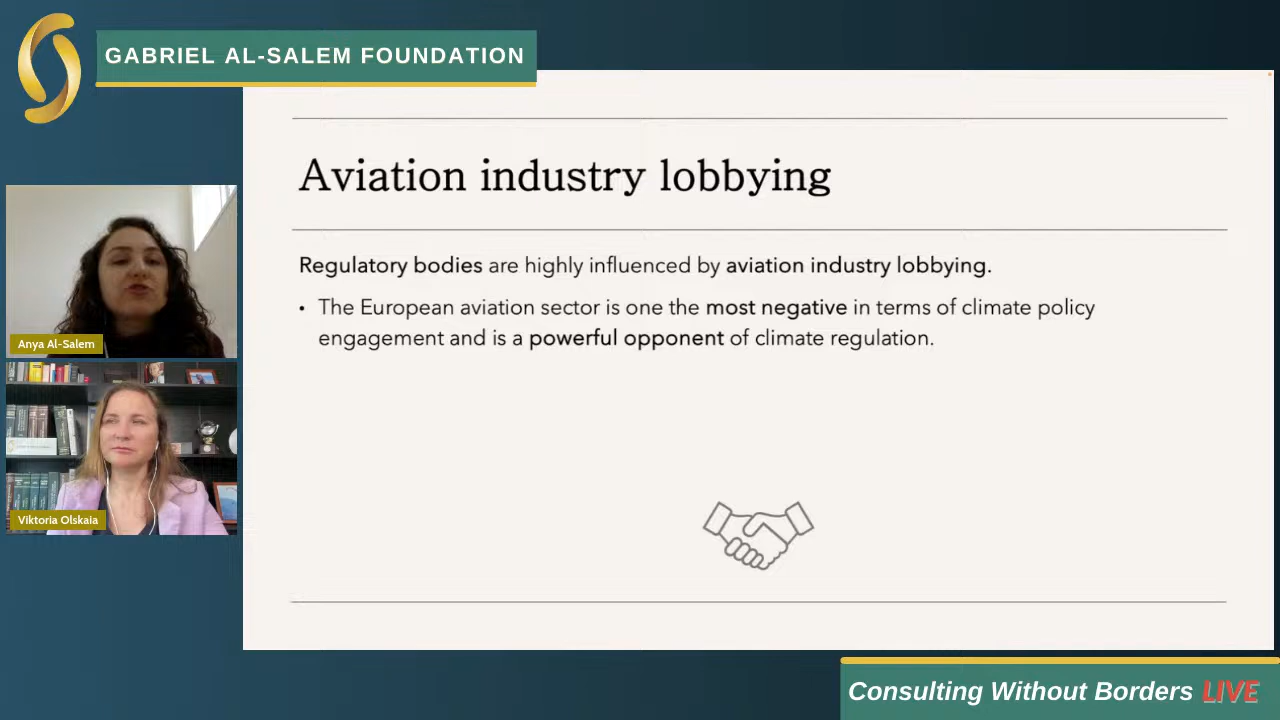 GABRIEL AL-SALEM FOUNDATION
Aviation industry lobbying
Regulatory bodies are highly influenced by aviation industry lobbying.
• The European aviation sector is one the most negative in terms of climate policy
engagement and is a powerful opponent of climate regulation.
Anya Al-Salem
Viktoria Olskaia
Consulting Without Borders LIVE